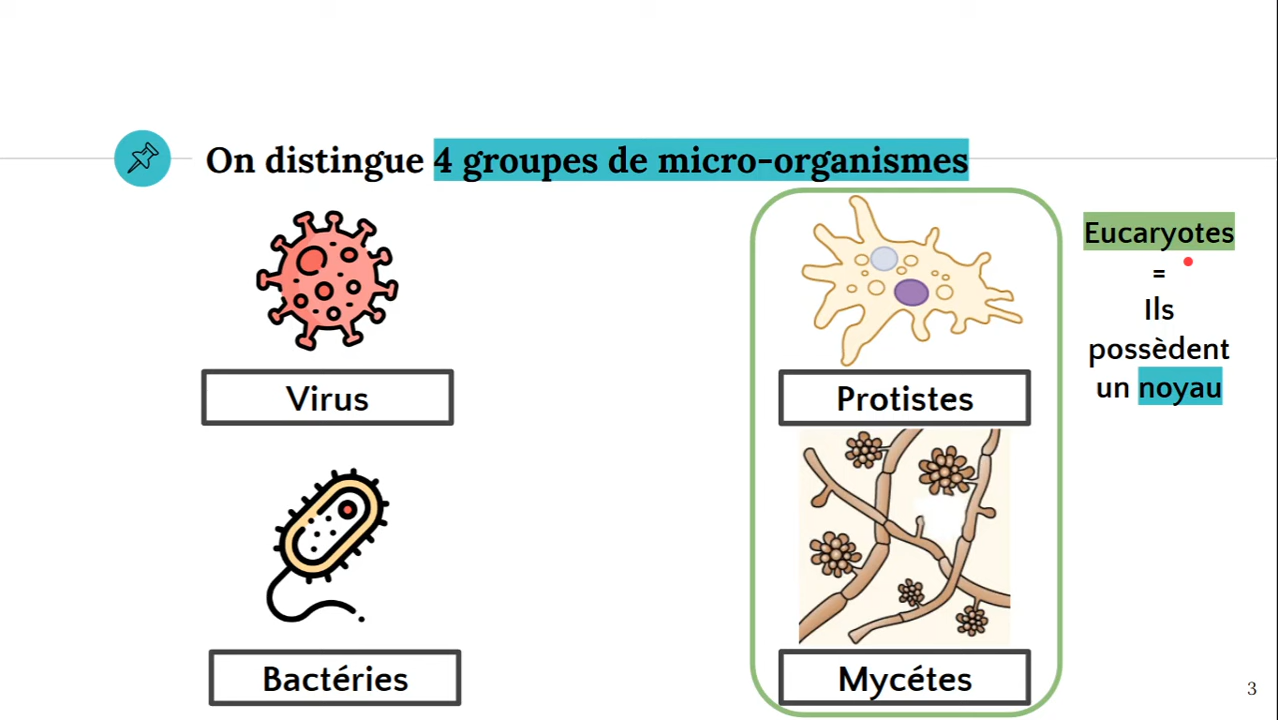 On distingue 4 groupes de micro-organismes
Virus
Bactéries
Protistes
Mycétes
Eucaryotes
=
Ils
possèdent
un noyau
3